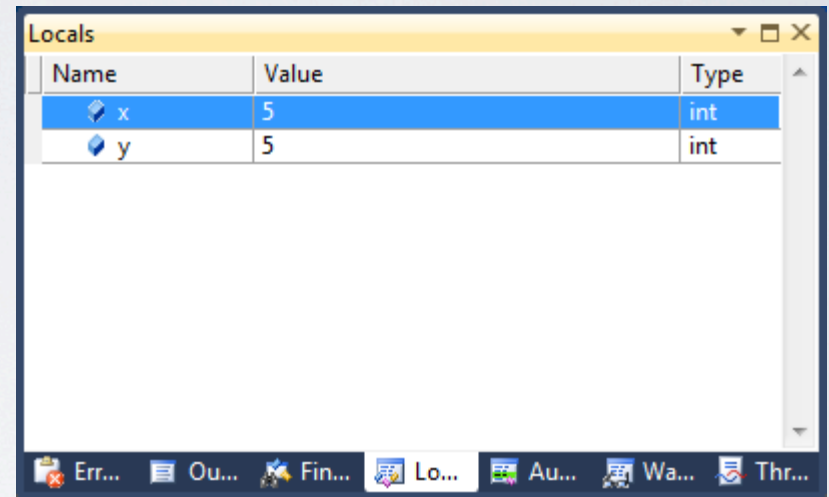 Locals
Name Value Type
x 5 int
y 5 int
Err... Ou... Fin... Lo... Au... Wa... Thr...